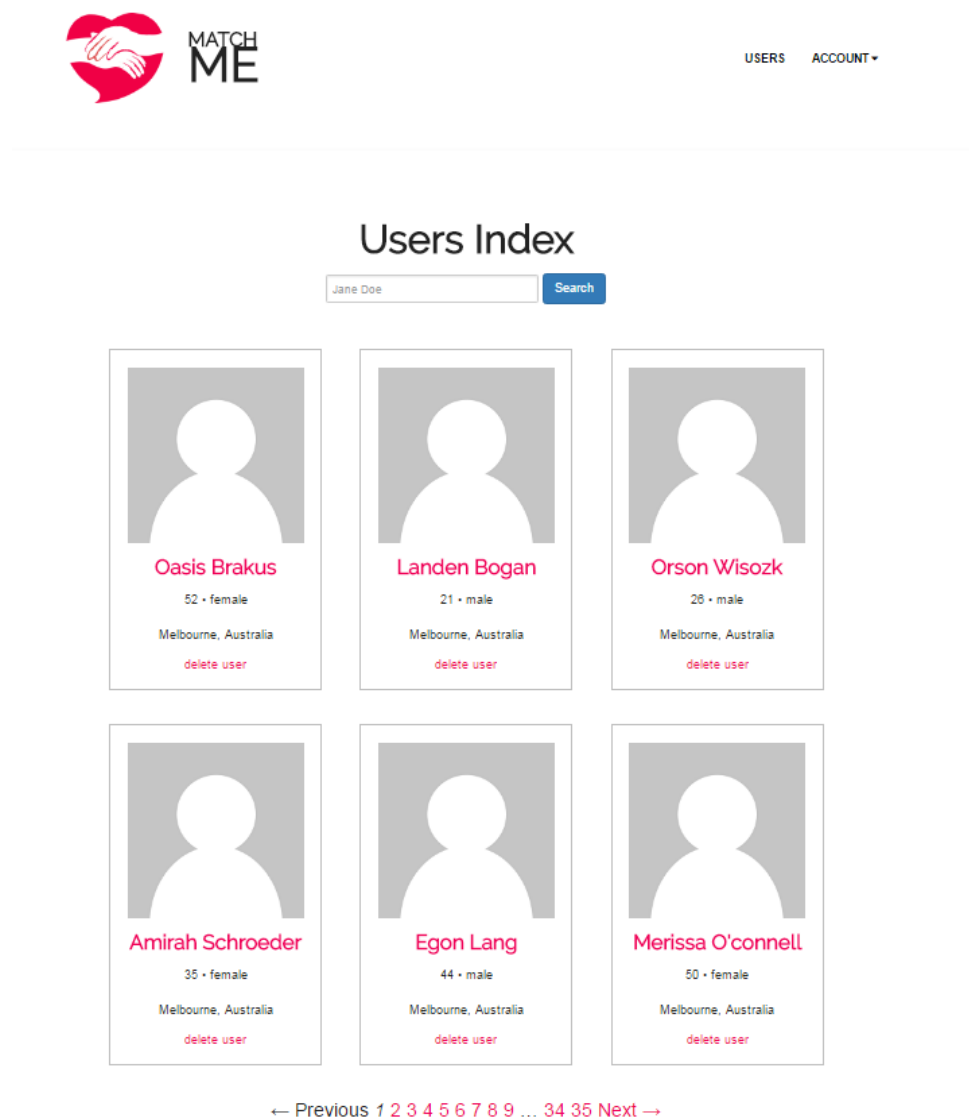 MATCH
ME
USERS ACCOUNT
Users Index
Jane Doe Search
Oasis Brakus Landen Bogan Orson Wisozk
52 • female 21 • male 26 • male
Melbourne, Australia Melbourne, Australia Melbourne, Australia
delete user delete user delete user
Amirah Schroeder Egon Lang Merissa O'connell
35 • female 44 • male 50 • female
Melbourne, Australia Melbourne, Australia Melbourne, Australia
delete user delete user delete user
← Previous 1 2 3 4 5 6 7 8 9 … 34 35 Next →